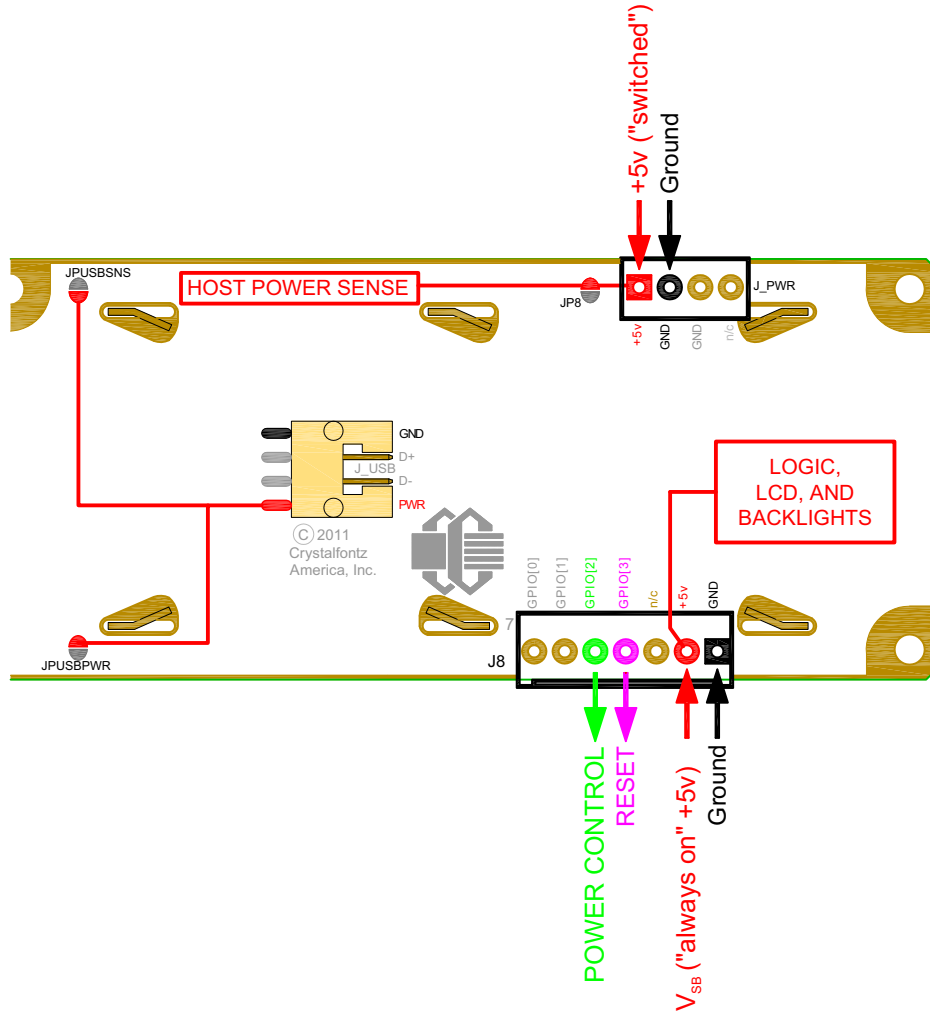 +5v ("switched")
Ground
JPUSBSNS
HOST POWER SENSE
JP8
J_PWR
+5v
GND
GND
n/c
GND
D+
J_USB
D-
PWR
LOGIC,
LCD, AND
BACKLIGHTS
© 2011
Crystalfontz
America, Inc.
GPIO[0]
GPIO[1]
GPIO[2]
GPIO[3]
n/c
+5v
GND
7
J8
JPUSBPWR
POWER CONTROL
RESET
VSB ("always on" +5v)
Ground